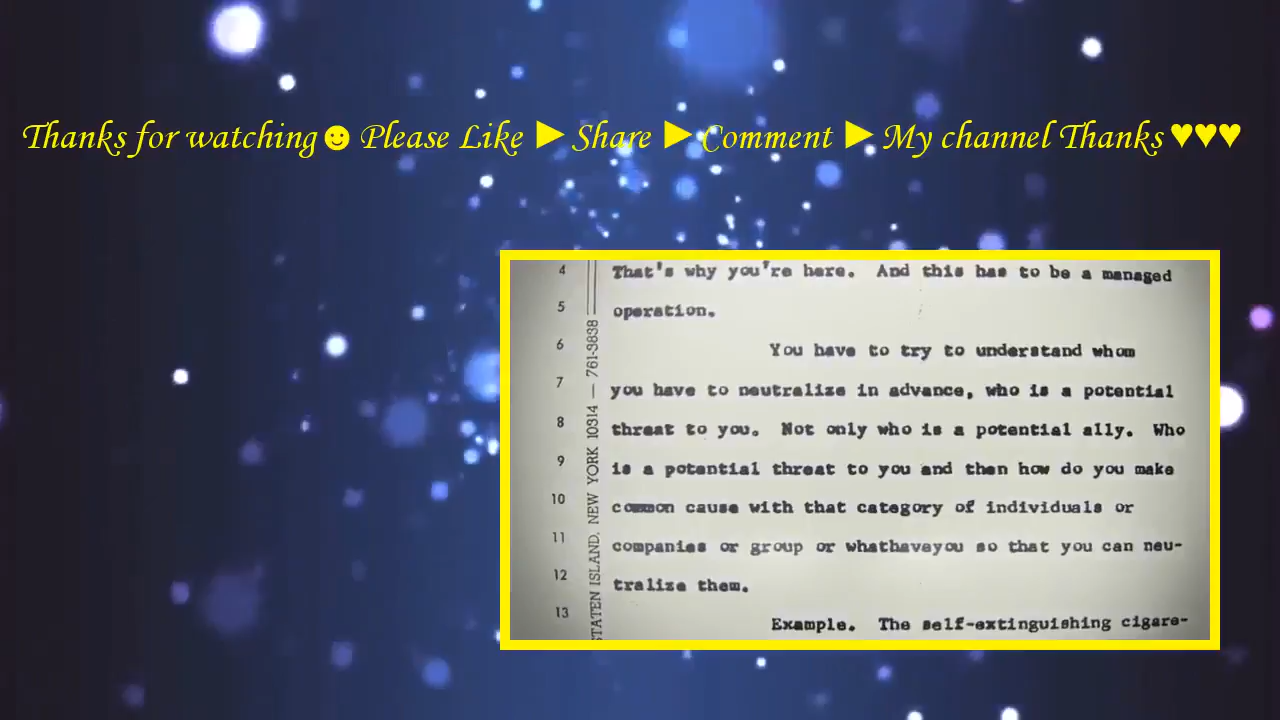 Thanks for watching☻Please Like ► Share ► Comment ► My channel Thanks ♥♥♥
4 That's why you're here. And this has to be a managed
5 operation.
6 You have to try to understand whom
7 you have to neutralize in advance, who is a potential
8 threat to you. Not only who is a potential ally. Who
9 is a potential threat to you and then how do you make
10 common cause with that category of individuals or
11 companies or group or whathaveyou so that you can neu-
12 tralize them.
13 Example. The self-extinguishing cigare-
STATEN ISLAND, NEW YORK 10314 — 761-3838